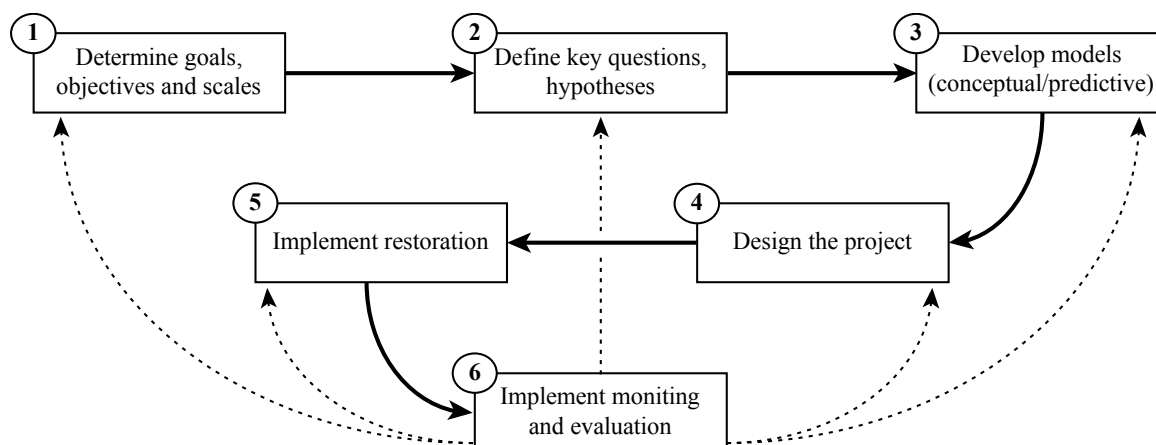 1
Determine goals,
objectives and scales
2
Define key questions,
hypotheses
3
Develop models
(conceptual/predictive)
4
Design the project
5
Implement restoration
6
Implement moniting
and evaluation